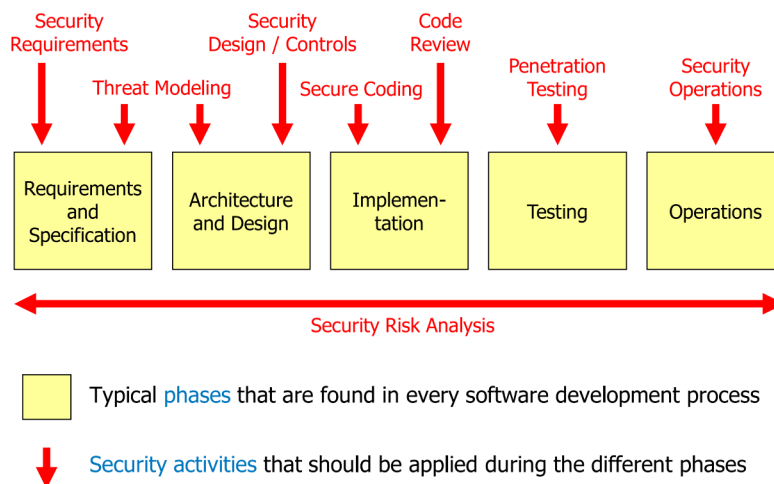 Security
Requirements
Threat Modeling
Security
Design / Controls
Secure Coding
Code
Review
Penetration
Testing
Security
Operations
Requirements
and
Specification
Architecture
and Design
Implemen-
tation
Testing
Operations
Security Risk Analysis
Typical phases that are found in every software development process
Security activities that should be applied during the different phases